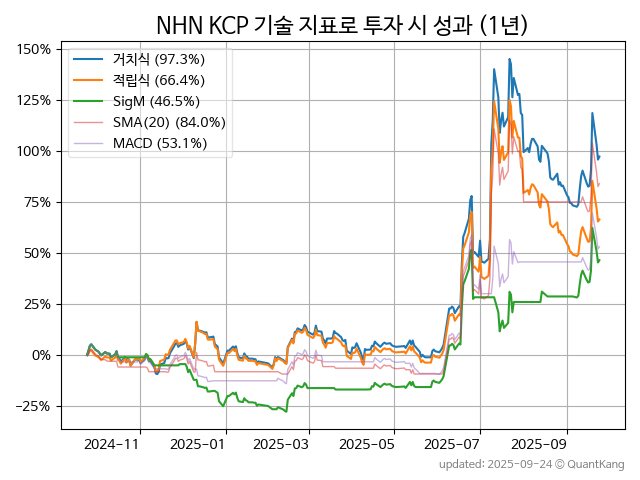 NHN KCP 기술 지표로 투자 시 성과 (1년)
150%
125%
100%
75%
50%
25%
0%
−25%
거치식 (97.3%)
적립식 (66.4%)
SigM (46.5%)
SMA(20) (84.0%)
MACD (53.1%)
2024-11
2025-01
2025-03
2025-05
2025-07
2025-09
updated: 2025-09-24 ⓒ QuantKang